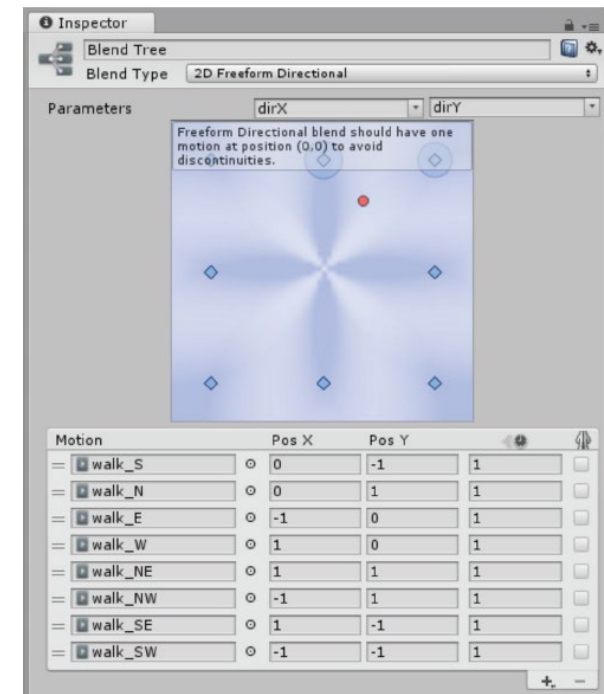 Inspector
Blend Tree
Blend Type 2D Freeform Directional
Parameters dirX dirY
Freeform Directional blend should have one
motion at position (0,0) to avoid
discontinuities.
Motion Pos X Pos Y
walk_S 0 -1 1
walk_N 0 1 1
walk_E -1 0 1
walk_W 1 0 1
walk_NE 1 1 1
walk_NW -1 1 1
walk_SE 1 -1 1
walk_SW -1 -1 1